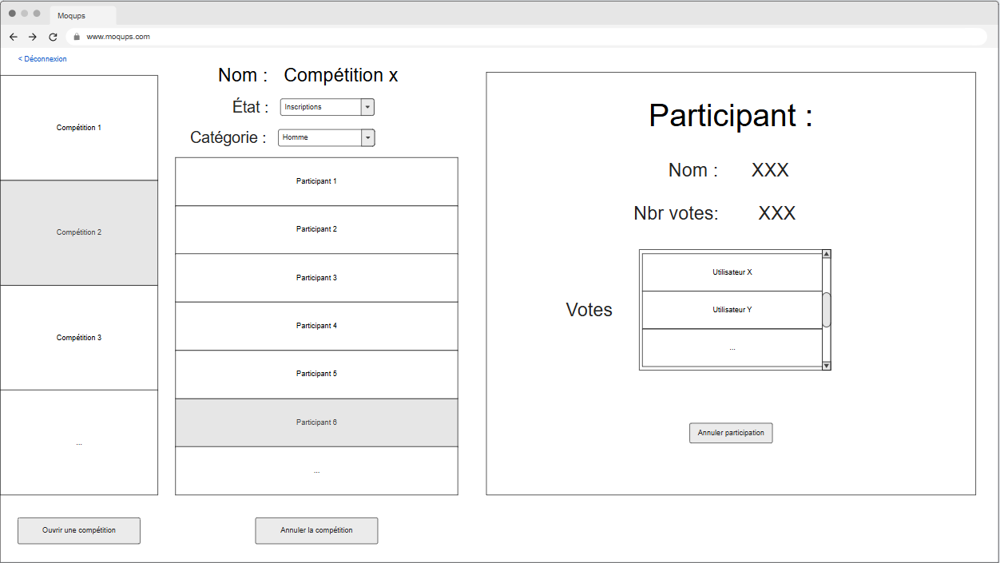 Moqups
www.moqups.com
< Déconnexion
Compétition 1
Compétition 2
Compétition 3
...
Ouvrir une compétition
Nom : Compétition x
État : Inscriptions
Catégorie : Homme
Participant 1
Participant 2
Participant 3
Participant 4
Participant 5
Participant 6
...
Annuler la compétition
Participant :
Nom : XXX
Nbr votes: XXX
Votes
Utilisateur X
Utilisateur Y
...
Annuler participation